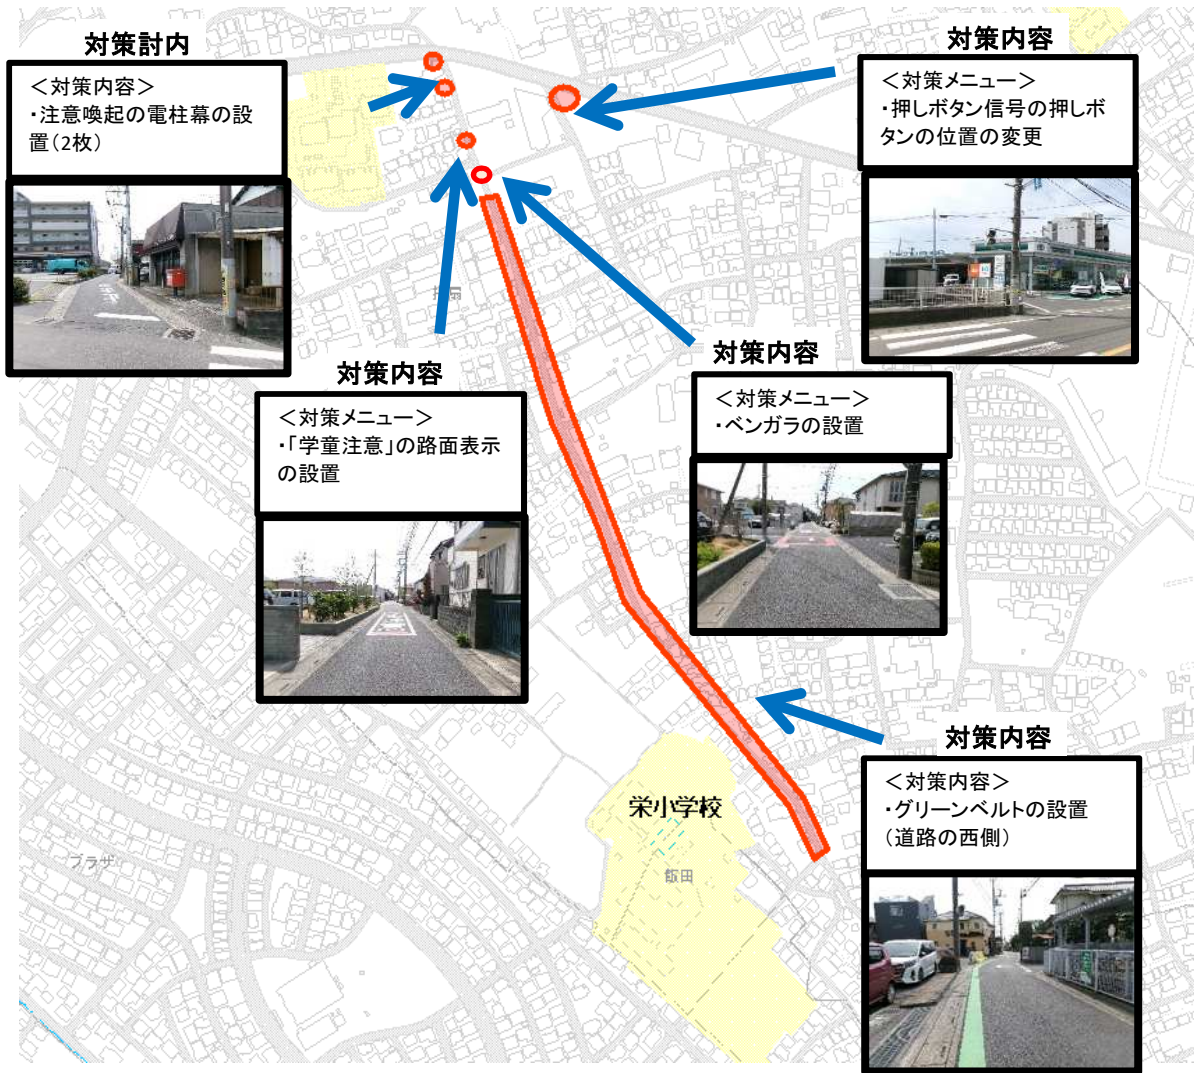 対策討内
＜対策内容＞
・注意喚起の電柱幕の設
置(2枚)
対策内容
＜対策メニュー＞
・押しボタン信号の押しボ
タンの位置の変更
対策内容
＜対策メニュー＞
・「学童注意」の路面表示
の設置
対策内容
＜対策メニュー＞
・ベンガラの設置
対策内容
＜対策内容＞
・グリーンベルトの設置
(道路の西側)
栄小学校
飯田
プラザ